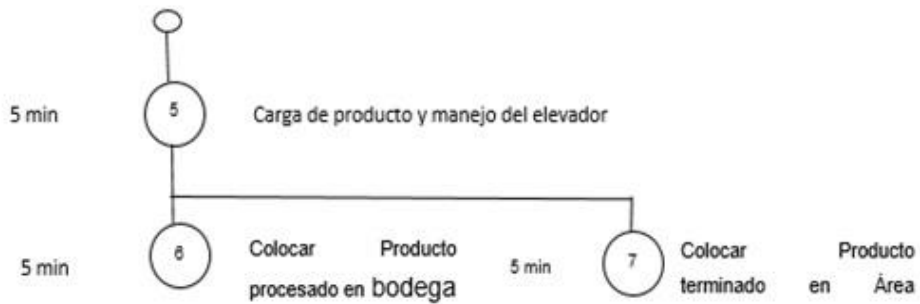 5 min
5
Carga de producto y manejo del elevador
5 min
6
Colocar Producto
procesado en bodega
5 min
7
Colocar Producto
terminado en Área